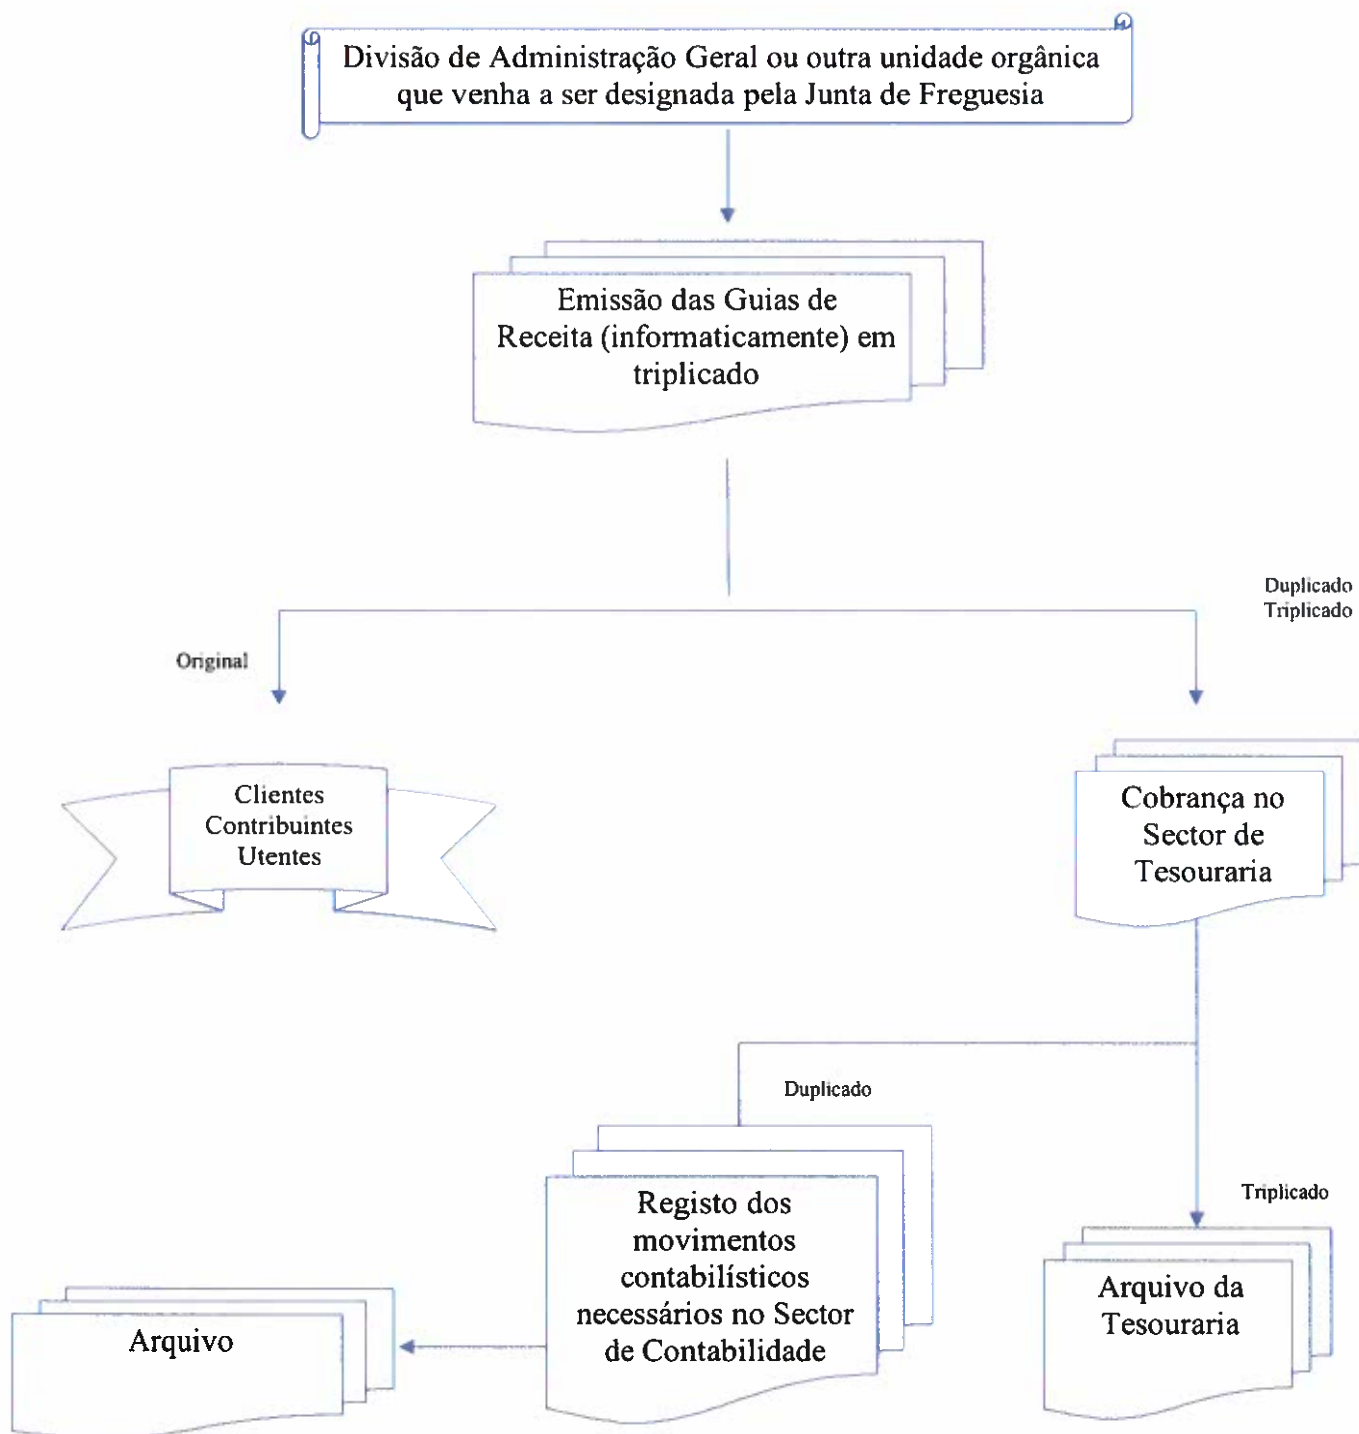 Divisão de Administração Geral ou outra unidade orgânica
que venha a ser designada pela Junta de Freguesia
Emissão das Guias de
Receita (informaticamente) em
triplicado
Duplicado
Triplicado
Original
Clientes
Contribuintes
Utentes
Cobrança no
Sector de
Tesouraria
Duplicado
Triplicado
Registo dos
movimentos
contabilísticos
necessários no Sector
de Contabilidade
Arquivo da
Tesouraria
Arquivo